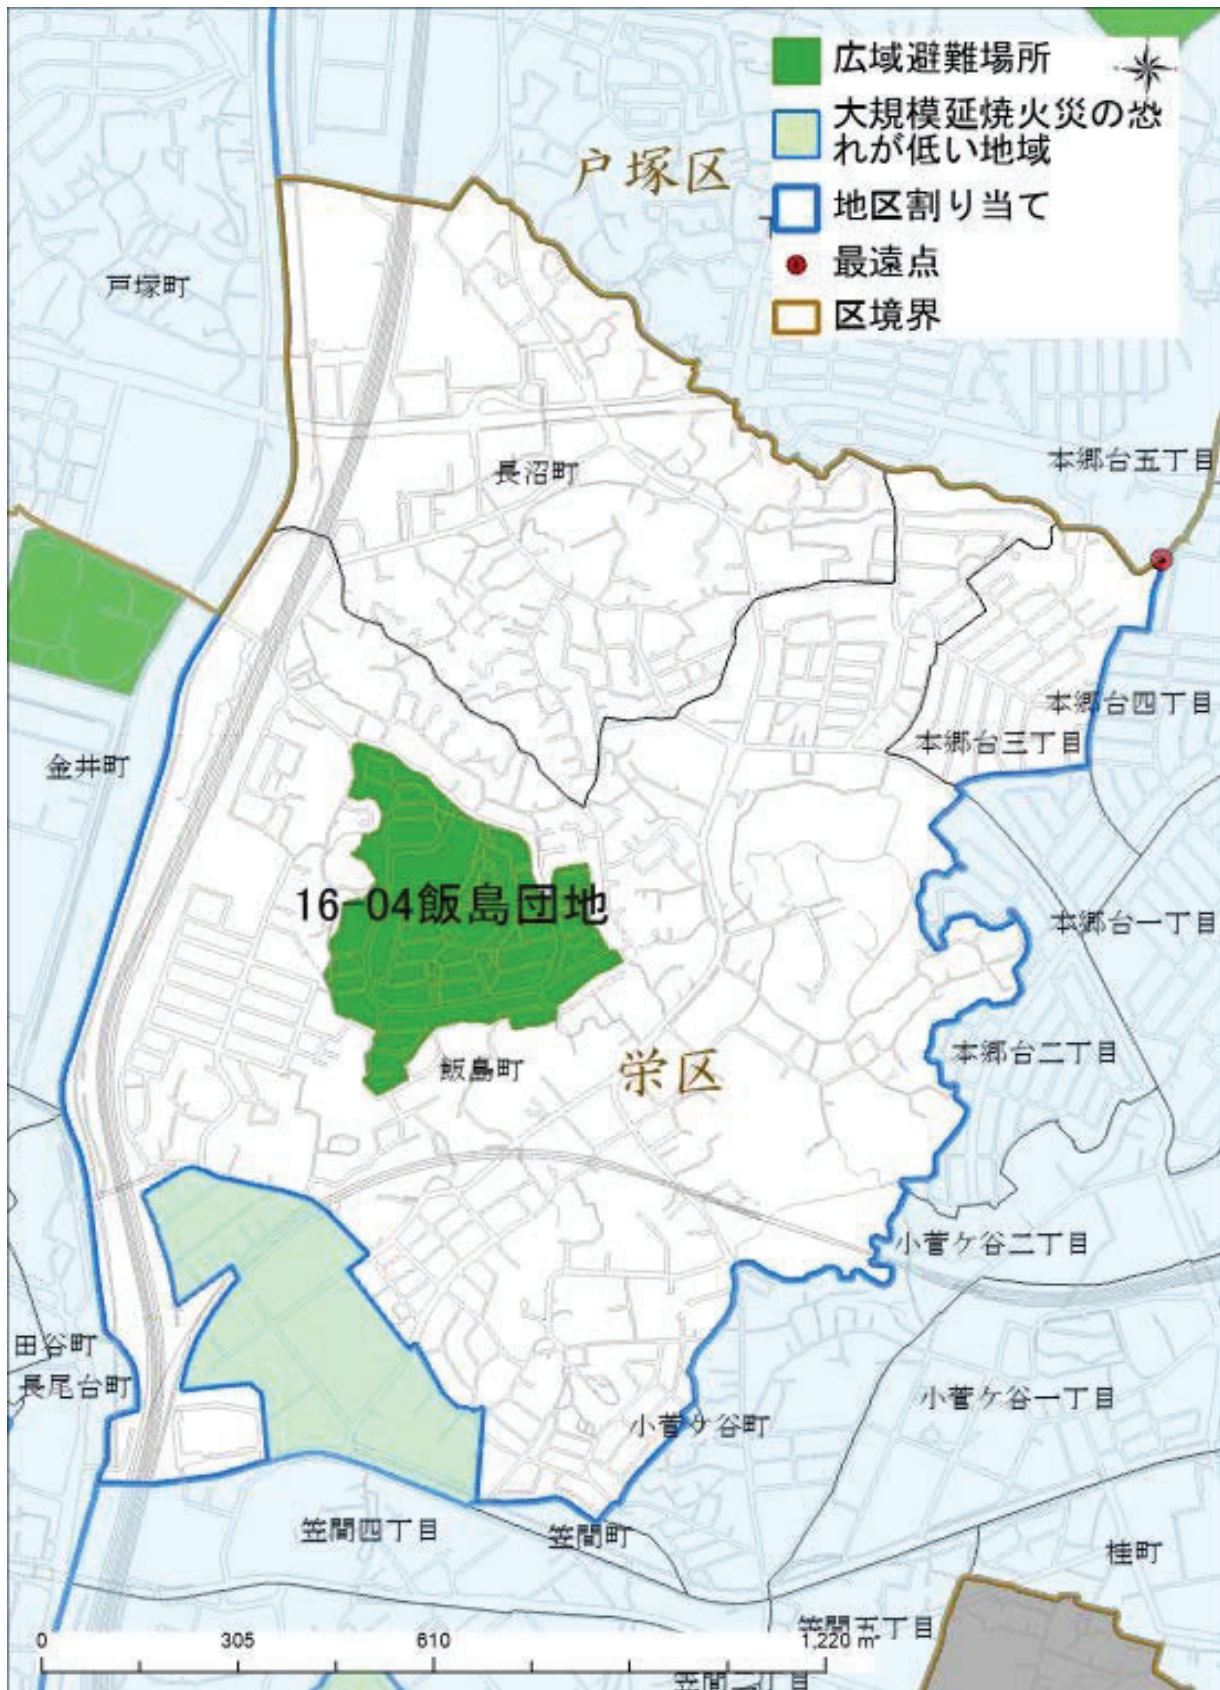 広域避難場所
大規模延焼火災の恐
れが低い地域
地区割り当て
最遠点
区境界
戸塚区
戸塚町
本郷台五丁目
長沼町
本郷台四丁目
本郷台三丁目
金井町
16-04飯島団地
本郷台一丁目
本郷台二丁目
飯島町
栄区
小菅ケ谷二丁目
田谷町
長尾台町
小菅ケ谷一丁目
小菅ケ谷町
笠間四丁目
笠間町
桂町
笠間五丁目
0 305 610 1,220 m
笠間二丁目